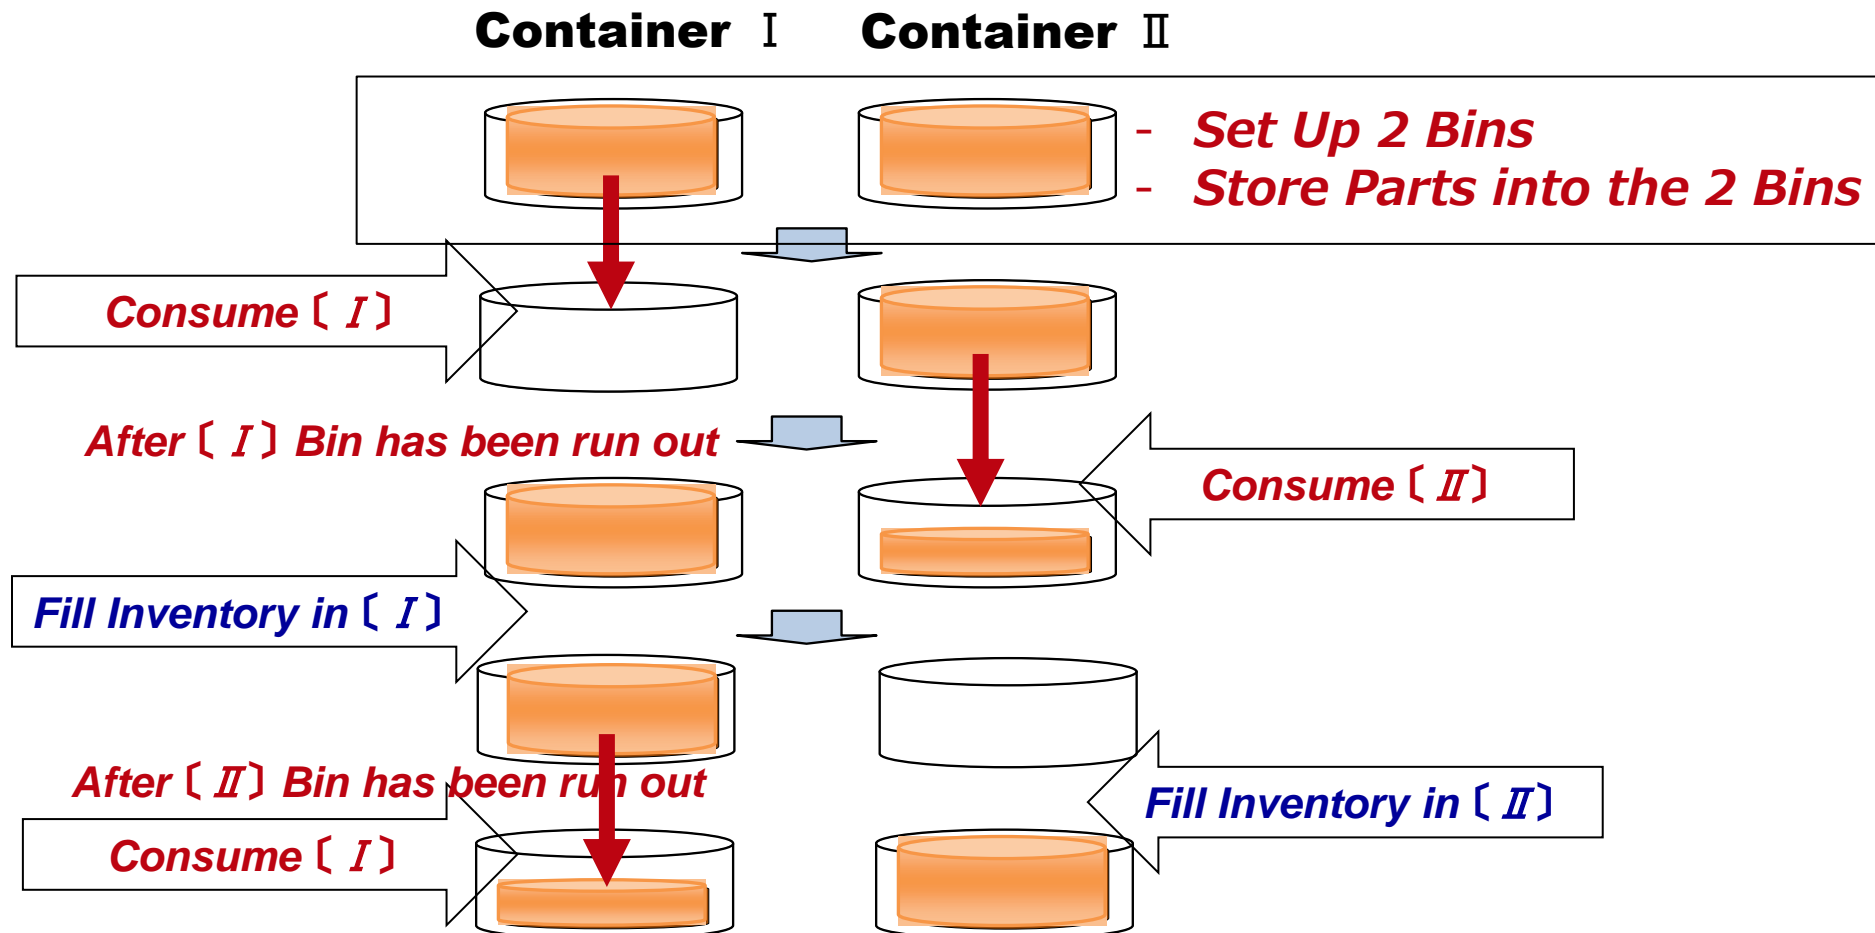 Container Ⅰ Container Ⅱ
- Set Up 2 Bins
- Store Parts into the 2 Bins
Consume〔Ⅰ〕
After〔Ⅰ〕Bin has been run out
Consume〔Ⅱ〕
Fill Inventory in〔Ⅰ〕
After〔Ⅱ〕Bin has been run out
Fill Inventory in〔Ⅱ〕
Consume〔Ⅰ〕